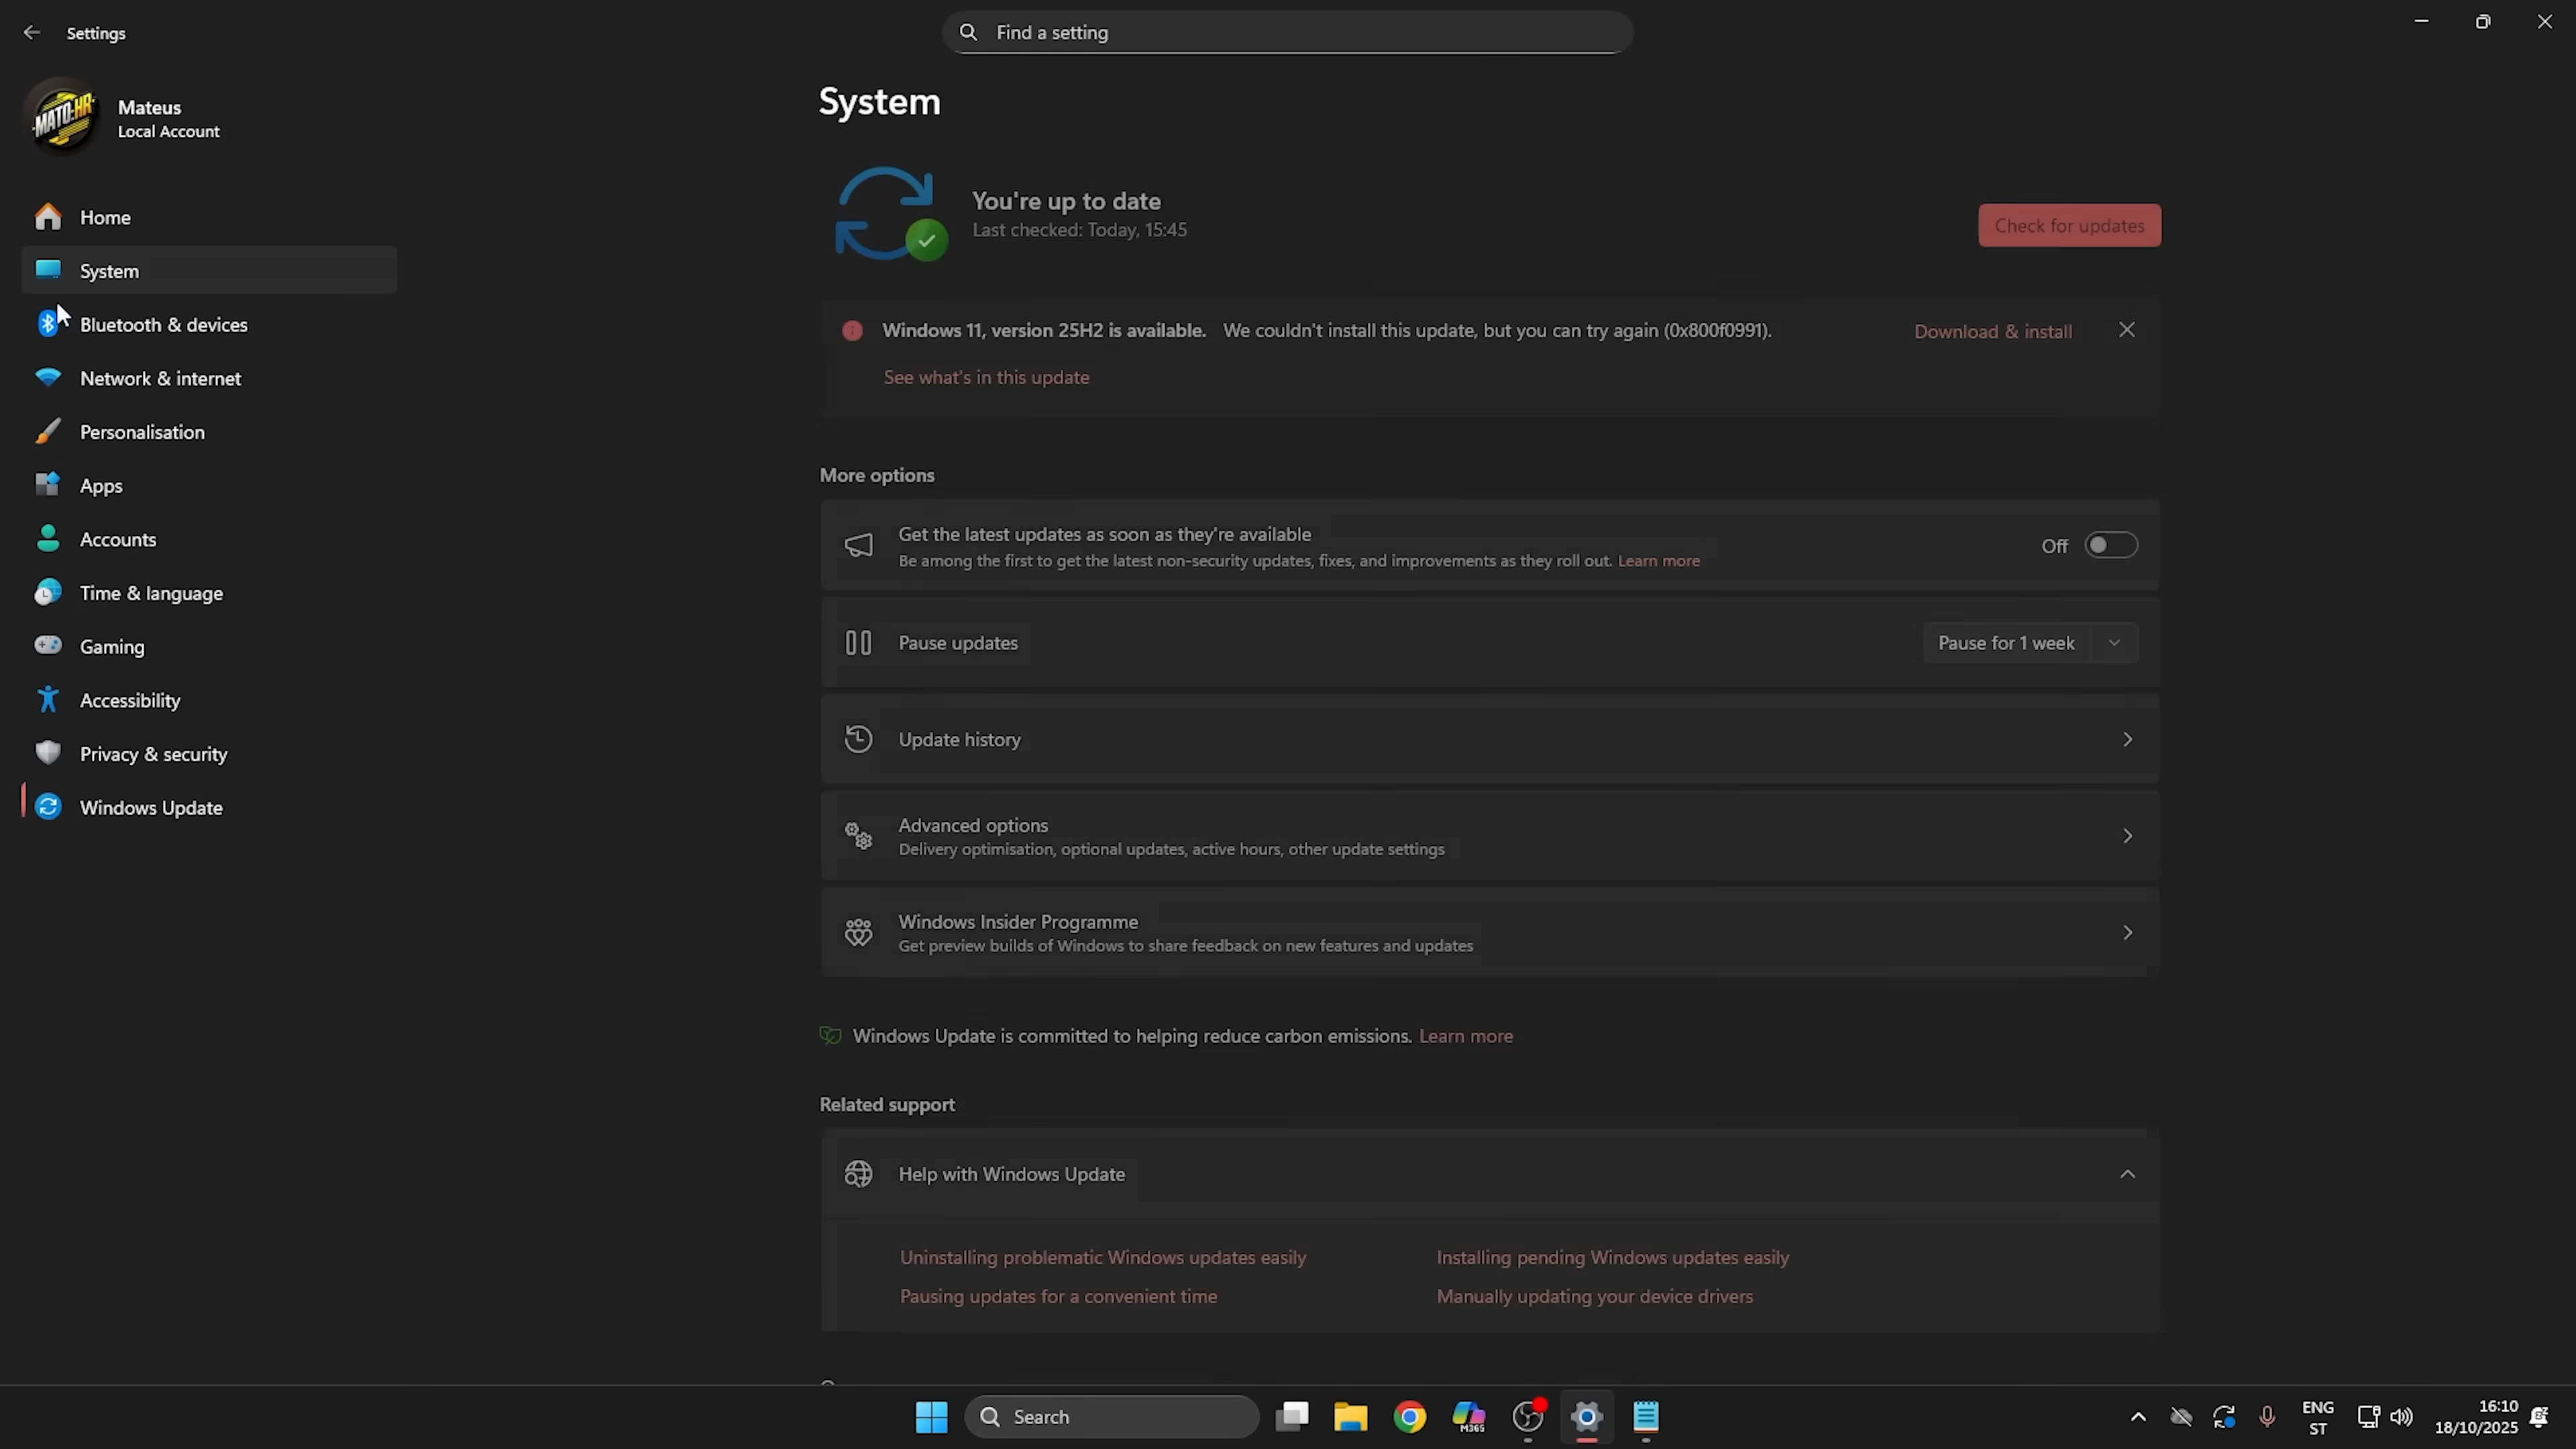 Settings
Find a setting
MATO.HR
Mateus
Local Account
Home
System
Bluetooth & devices
Network & internet
Personalisation
Apps
Accounts
Time & language
Gaming
Accessibility
Privacy & security
Windows Update
System
You're up to date
Last checked: Today, 15:45
Check for updates
Windows 11, version 25H2 is available. We couldn't install this update, but you can try again (0x800f0991).
Download & install
See what's in this update
More options
Get the latest updates as soon as they're available
Be among the first to get the latest non-security updates, fixes, and improvements as they roll out. Learn more
Off
Pause updates
Pause for 1 week
Update history
Advanced options
Delivery optimisation, optional updates, active hours, other update settings
Windows Insider Programme
Get preview builds of Windows to share feedback on new features and updates
Windows Update is committed to helping reduce carbon emissions. Learn more
Related support
Help with Windows Update
Uninstalling problematic Windows updates easily
Installing pending Windows updates easily
Pausing updates for a convenient time
Manually updating your device drivers
Search
M365
ENG
ST
16:10
18/10/2025